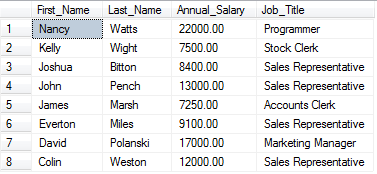 First_Name Last_Name Annual_Salary Job_Title
1 Nancy Watts 22000.00 Programmer
2 Kelly Wight 7500.00 Stock Clerk
3 Joshua Bitton 8400.00 Sales Representative
4 John Pench 13000.00 Sales Representative
5 James Marsh 7250.00 Accounts Clerk
6 Everton Miles 9100.00 Sales Representative
7 David Polanski 17000.00 Marketing Manager
8 Colin Weston 12000.00 Sales Representative